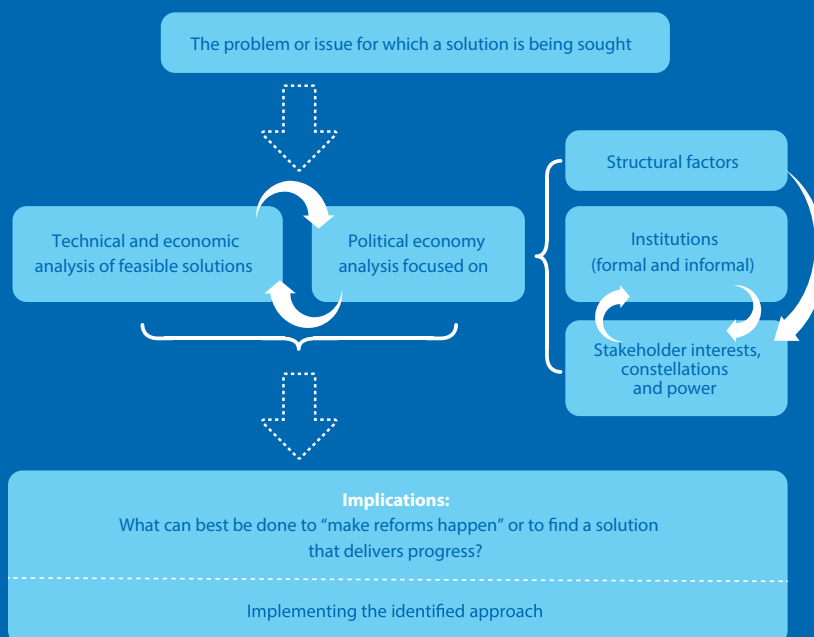 The problem or issue for which a solution is being sought
Structural factors
Technical and economic
analysis of feasible solutions
Political economy
analysis focused on
Institutions
(formal and informal)
Stakeholder interests,
constellations
and power
Implications:
What can best be done to “make reforms happen” or to find a solution
that delivers progress?
Implementing the identified approach